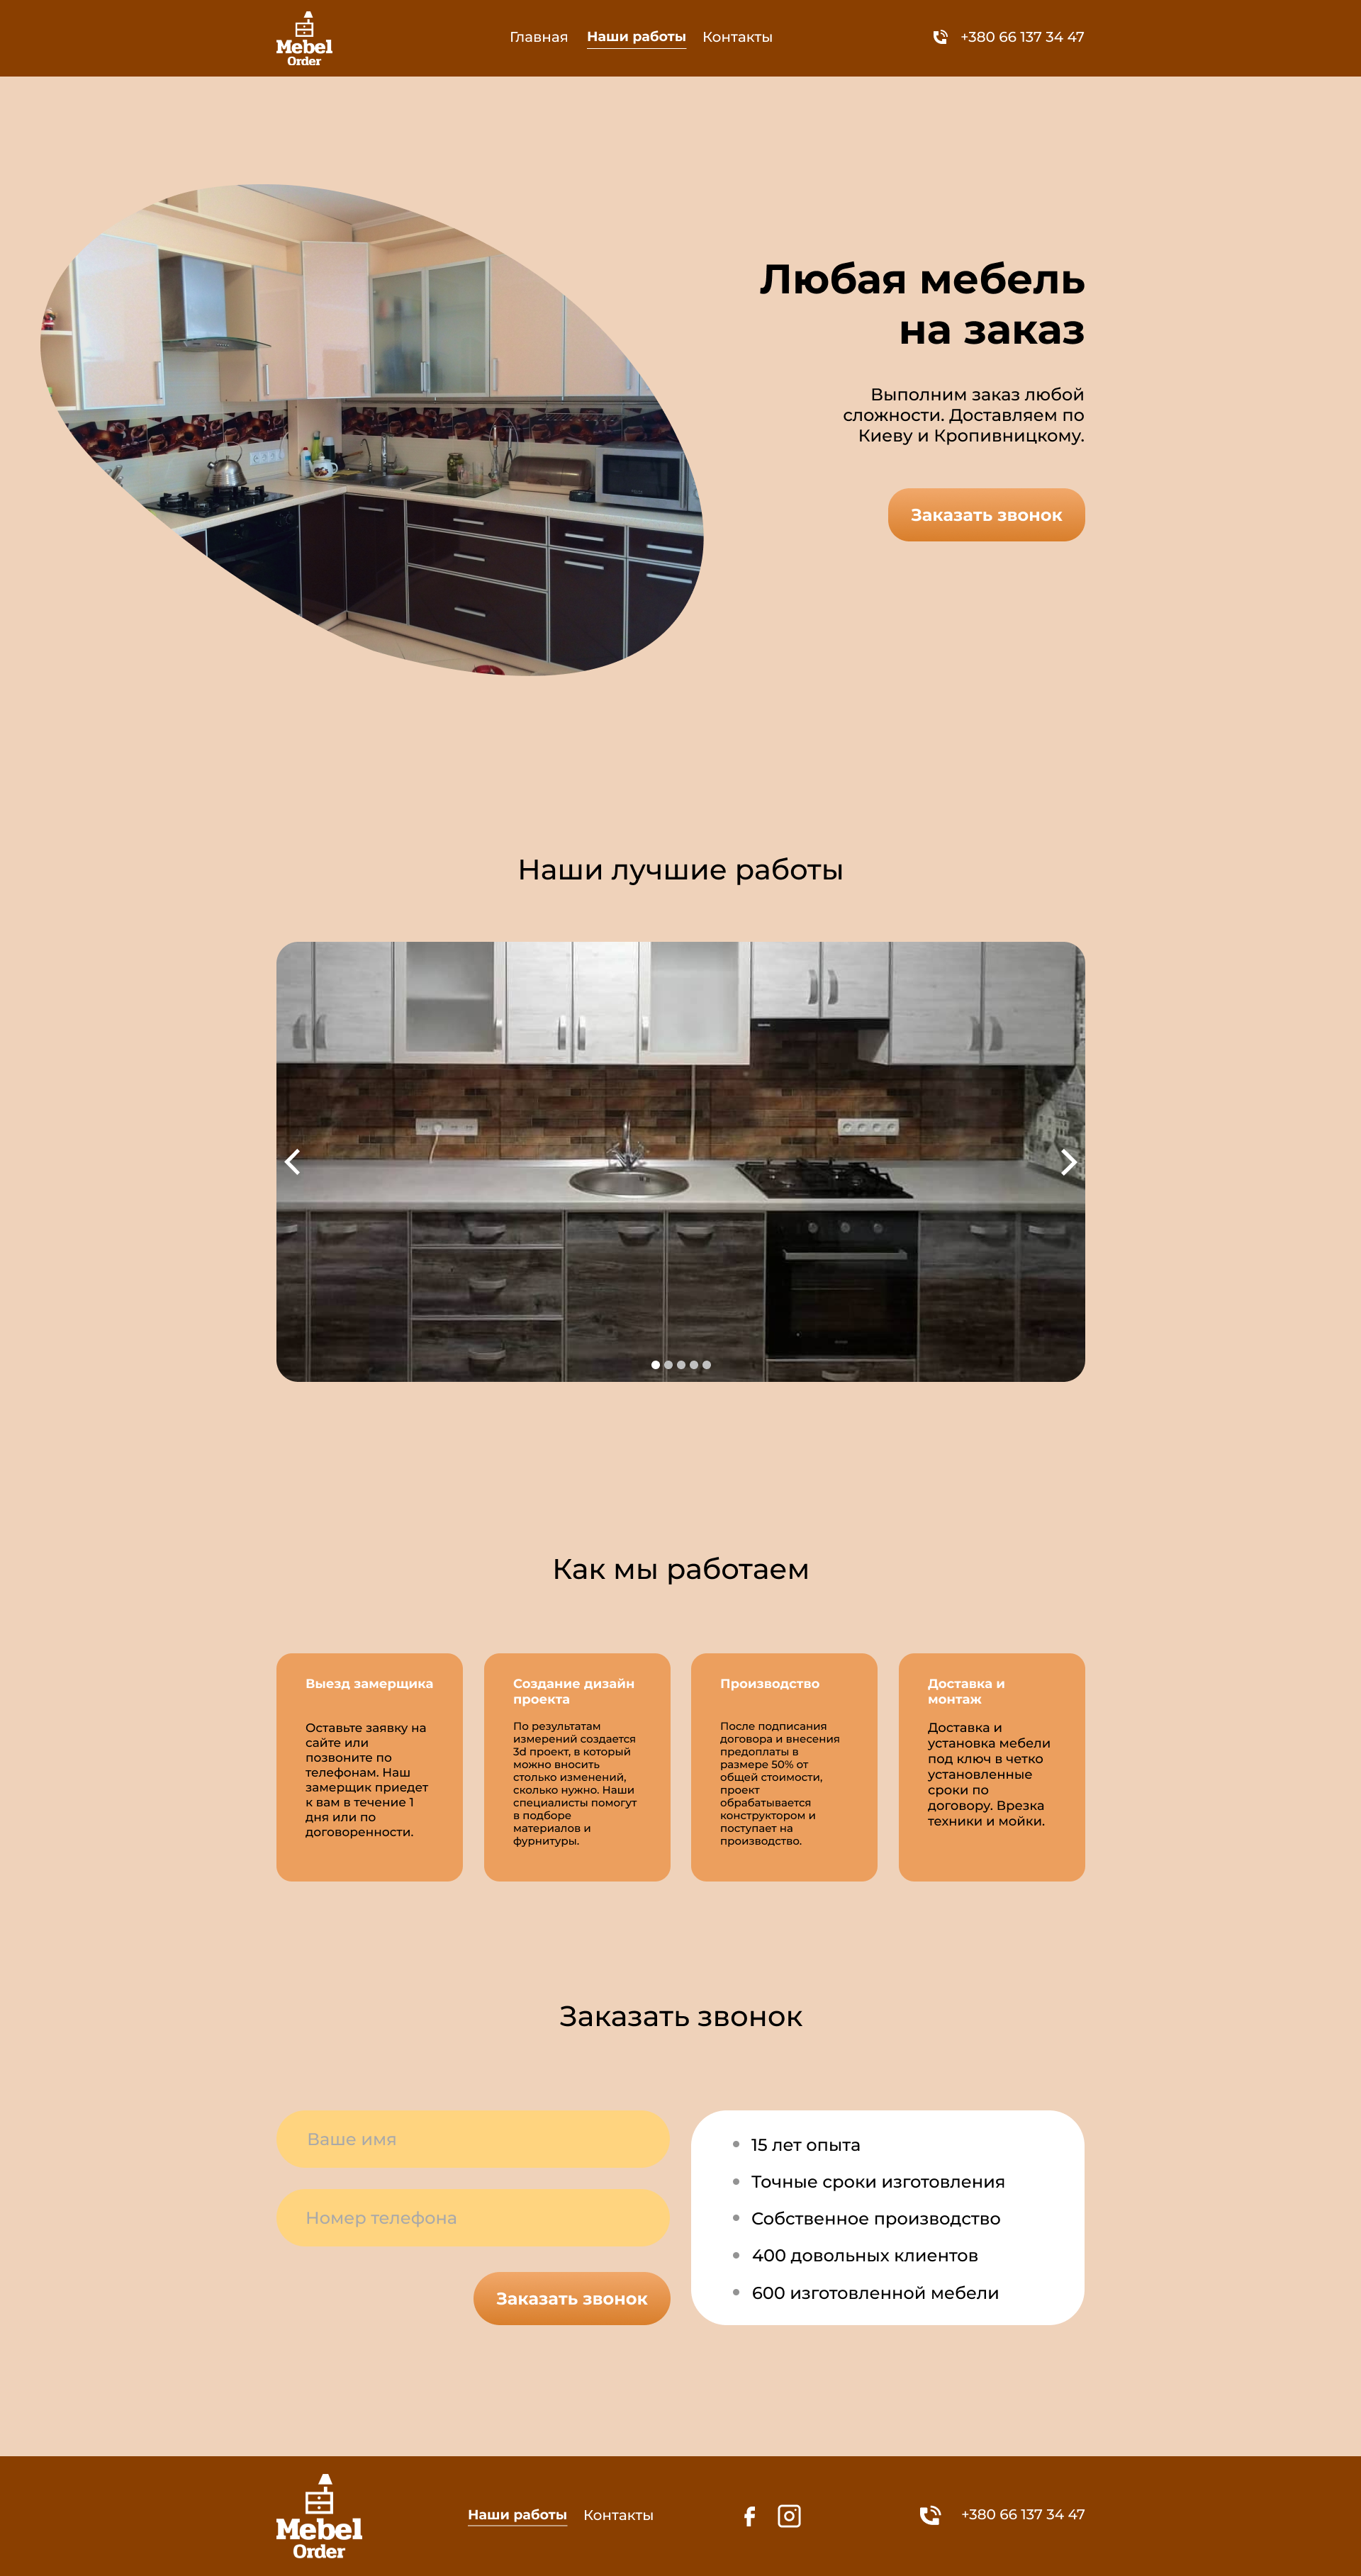 Mebel
Order
Главная Наши работы Контакты
+380 66 137 34 47
Любая мебель
на заказ
Выполним заказ любой
сложности. Доставляем по
Киеву и Кропивницкому.
Заказать звонок
Наши лучшие работы
Как мы работаем
Выезд замерщика
Оставьте заявку на
сайте или
позвоните по
телефонам. Наш
замерщик приедет
к вам в течение 1
дня или по
договоренности.
Создание дизайн
проекта
По результатам
измерений создается
3d проект, в который
можно вносить
столько изменений,
сколько нужно. Наши
специалисты помогут
в подборе
материалов и
фурнитуры.
Производство
После подписания
договора и внесения
предоплаты в
размере 50% от
общей стоимости,
проект
обрабатывается
конструктором и
поступает на
производство.
Доставка и
монтаж
Доставка и
установка мебели
под ключ в четко
установленные
сроки по
договору. Врезка
техники и мойки.
Заказать звонок
Ваше имя
Номер телефона
Заказать звонок
15 лет опыта
Точные сроки изготовления
Собственное производство
400 довольных клиентов
600 изготовленной мебели
Mebel
Order
Наши работы Контакты
+380 66 137 34 47